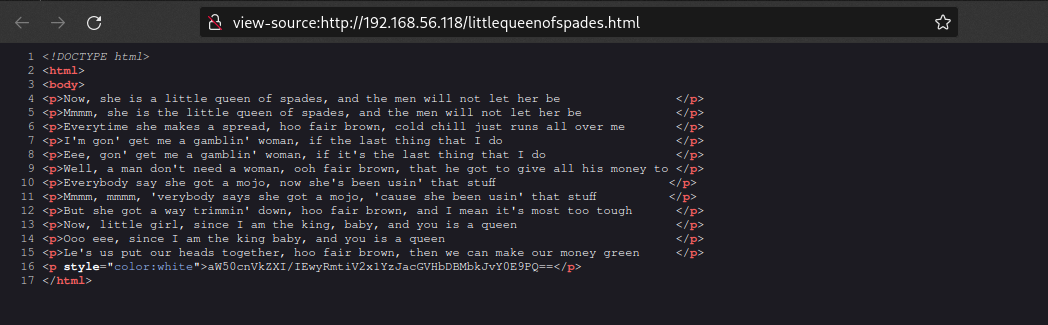 view-source:http://192.168.56.118/littlequeenofspades.html
1 <!DOCTYPE html>
2 <html>
3 <body>
4 <p>Now, she is a little queen of spades, and the men will not let her be </p>
5 <p>Mmmm, she is the little queen of spades, and the men will not let her be </p>
6 <p>Everytime she makes a spread, hoo fair brown, cold chill just runs all over me </p>
7 <p>I'm gon' get me a gamblin' woman, if the last thing that I do </p>
8 <p>Eee, gon' get me a gamblin' woman, if it's the last thing that I do </p>
9 <p>Well, a man don't need a woman, ooh fair brown, that he got to give all his money to </p>
10 <p>Everybody say she got a mojo, now she's been usin' that stuff </p>
11 <p>Mmmm, mmmm, 'verybody says she got a mojo, 'cause she been usin' that stuff </p>
12 <p>But she got a way trimmin' down, hoo fair brown, and I mean it's most too tough </p>
13 <p>Now, little girl, since I am the king, baby, and you is a queen </p>
14 <p>Ooo eee, since I am the king baby, and you is a queen </p>
15 <p>Le's us put our heads together, hoo fair brown, then we can make our money green </p>
16 <p style="color:white">aW50cnVkZXI/IEwyRmtiV2x1YzJacGVHbDBMbkJvY0E9PQ==</p>
17 </html>